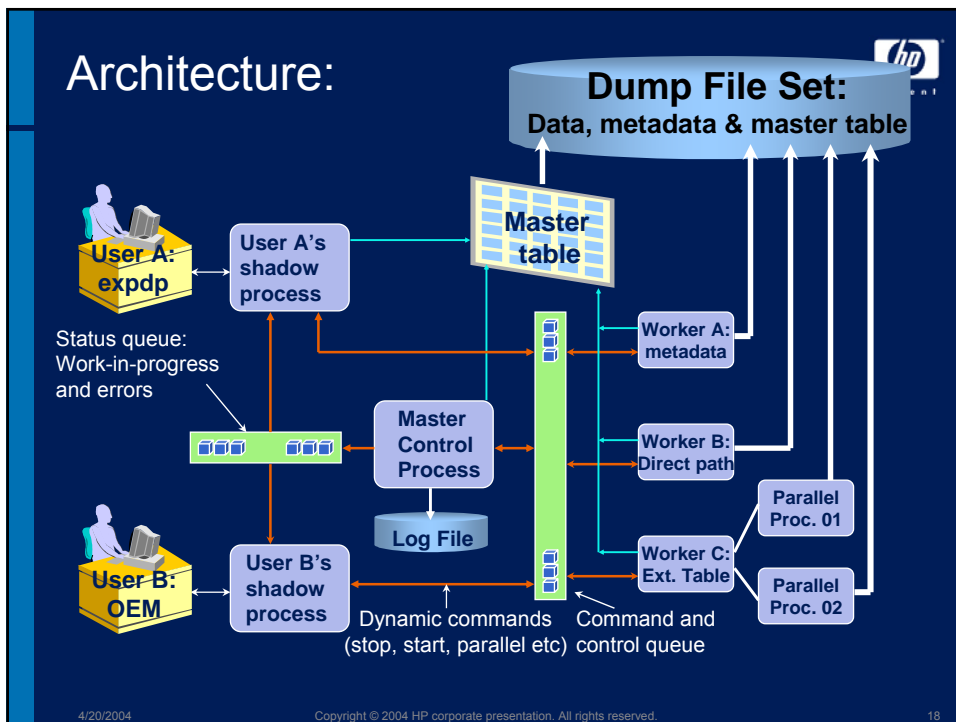 Architecture:
hp
Dump File Set:
Data, metadata & master table
Master
table
User A:
expdp
User A's
shadow
process
Status queue:
Work-in-progress
and errors
Worker A:
metadata
Master
Control
Process
Worker B:
Direct path
Parallel
Proc. 01
Log File
User B:
OEM
User B's
shadow
process
Worker C:
Ext. Table
Parallel
Proc. 02
Dynamic commands
(stop, start, parallel etc)
Command and
control queue
4/20/2004
Copyright © 2004 HP corporate presentation. All rights reserved.
18